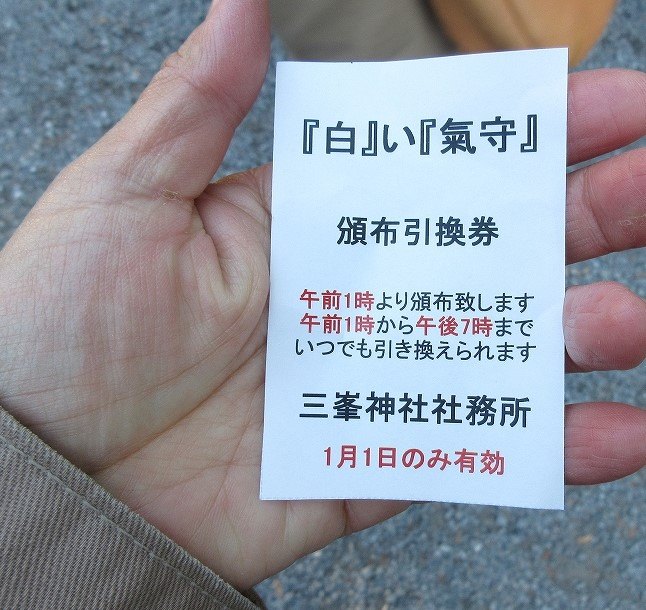 『白』い『氣守』
頒布引換券
午前1時より頒布致します
午前1時から午後7時まで
いつでも引き換えられます
三峯神社社務所
1月1日のみ有効